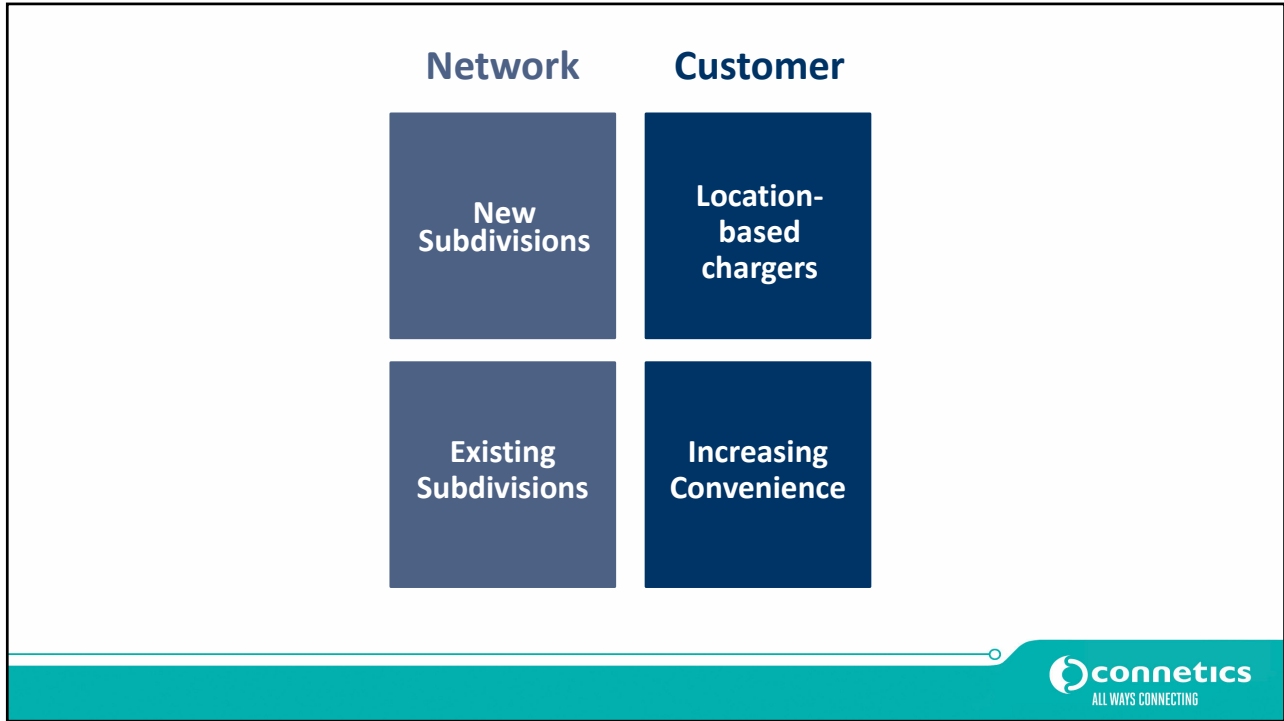 Network
Customer
New
Subdivisions
Location-
based
chargers
Existing
Subdivisions
Increasing
Convenience
connetics
ALL WAYS CONNECTING